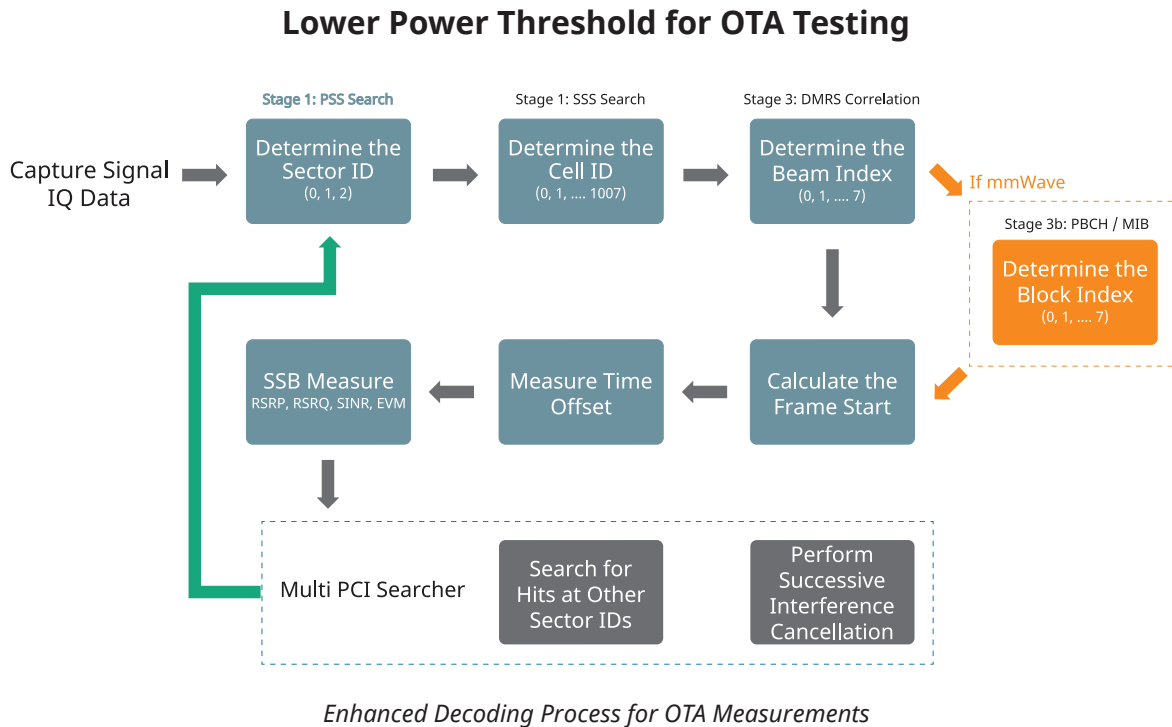 Lower Power Threshold for OTA Testing
Stage 1: PSS Search
Stage 1: SSS Search
Stage 3: DMRS Correlation
Capture Signal
IQ Data
Determine the
Sector ID
(0, 1, 2)
Determine the
Cell ID
(0, 1, .... 1007)
Determine the
Beam Index
(0, 1, .... 7)
If mmWave
Stage 3b: PBCH / MIB
Determine the
Block Index
(0, 1, .... 7)
SSB Measure
RSRP, RSRQ, SINR, EVM
Measure Time
Offset
Calculate the
Frame Start
Multi PCI Searcher
Search for
Hits at Other
Sector IDs
Perform
Successive
Interference
Cancellation
Enhanced Decoding Process for OTA Measurements